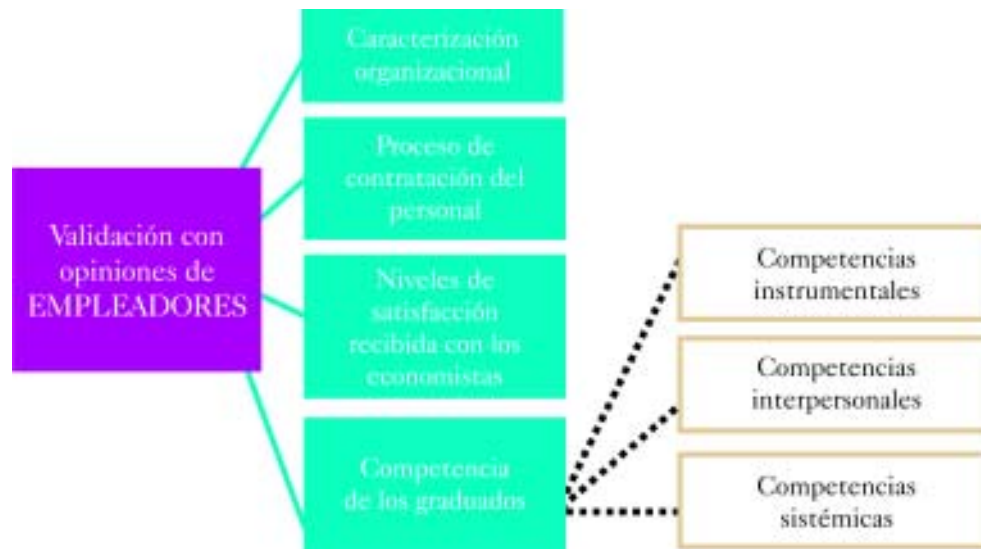 Caracterización
organizacional
Proceso de
contratación del
personal
Validación con
opiniones de
EMPLEADORES
Niveles de
satisfacción
recibida con los
economistas
Competencia
de los graduados
Competencias
instrumentales
Competencias
interpersonales
Competencias
sistémicas